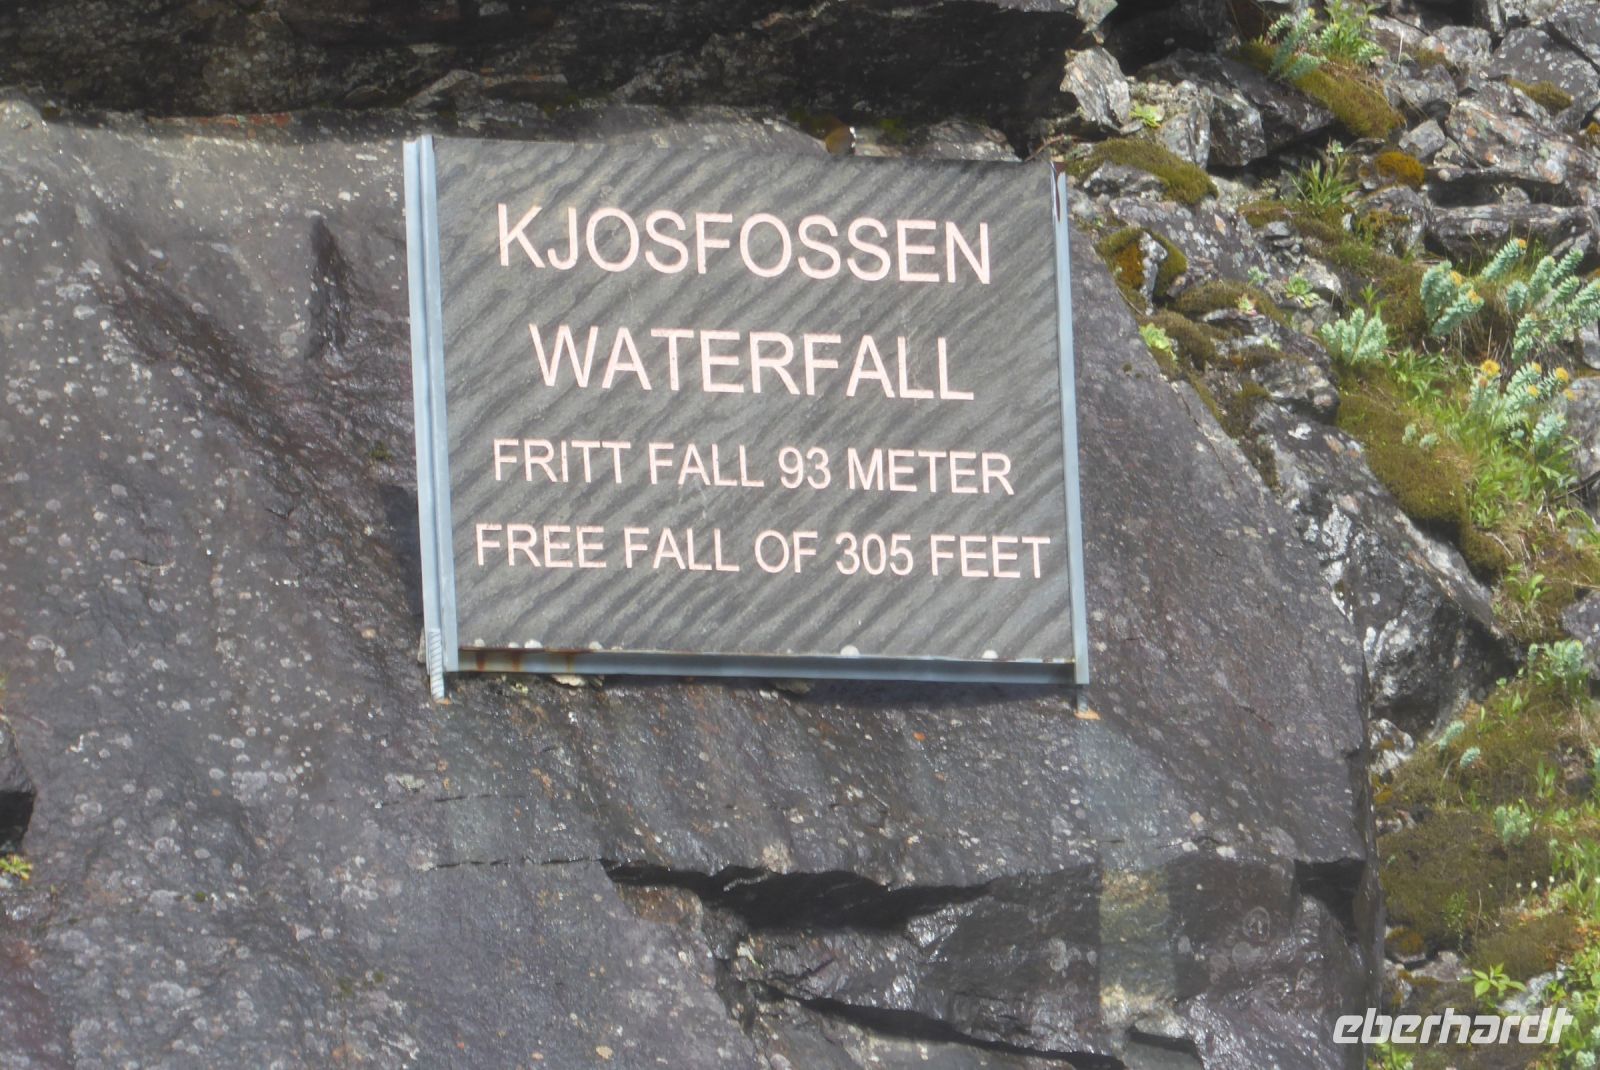 KJOSFOSSEN
WATERFALL
FRITT FALL 93 METER
FREE FALL OF 305 FEET
eberhardt